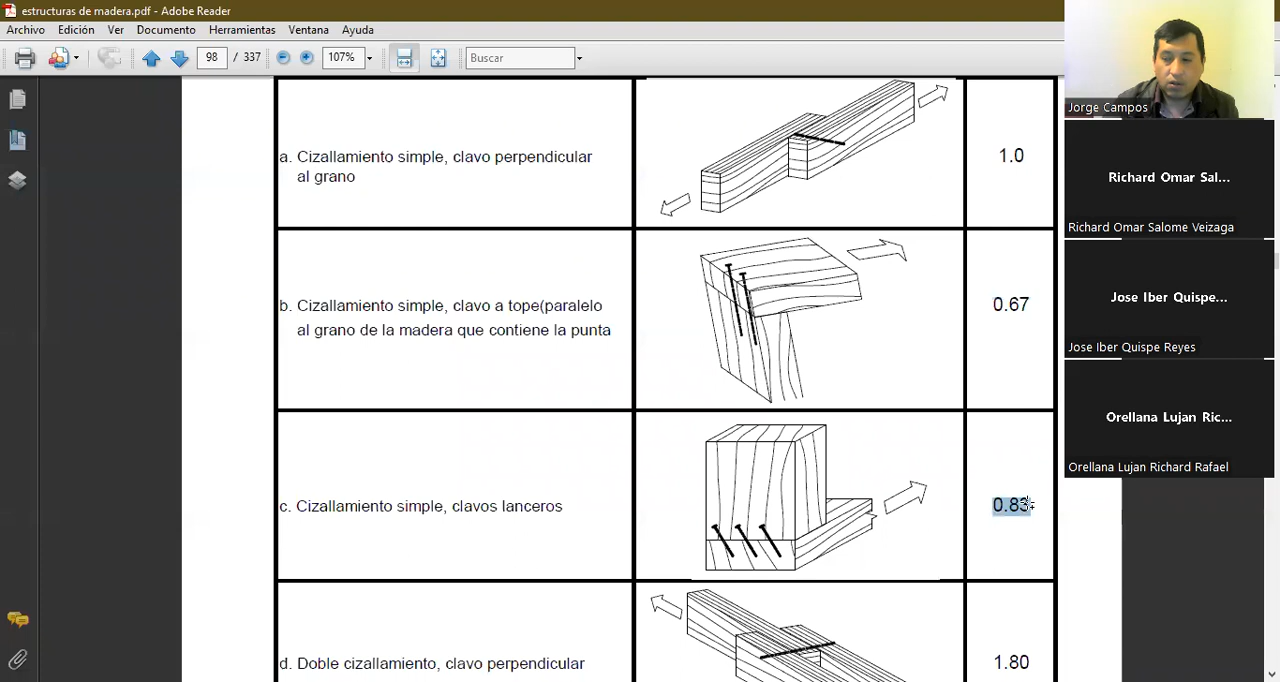 estructuras de madera.pdf - Adobe Reader
Archivo Edición Ver Documento Herramientas Ventana Ayuda
98 / 337 107% Buscar
a. Cizallamiento simple, clavo perpendicular
al grano
1.0
b. Cizallamiento simple, clavo a tope(paralelo
al grano de la madera que contiene la punta
0.67
c. Cizallamiento simple, clavos lanceros
0.83
d. Doble cizallamiento, clavo perpendicular
1.80
Jorge Campos
Richard Omar Sal...
Richard Omar Salome Veizaga
Jose Iber Quispe...
Jose Iber Quispe Reyes
Orellana Lujan Ric...
Orellana Lujan Richard Rafael